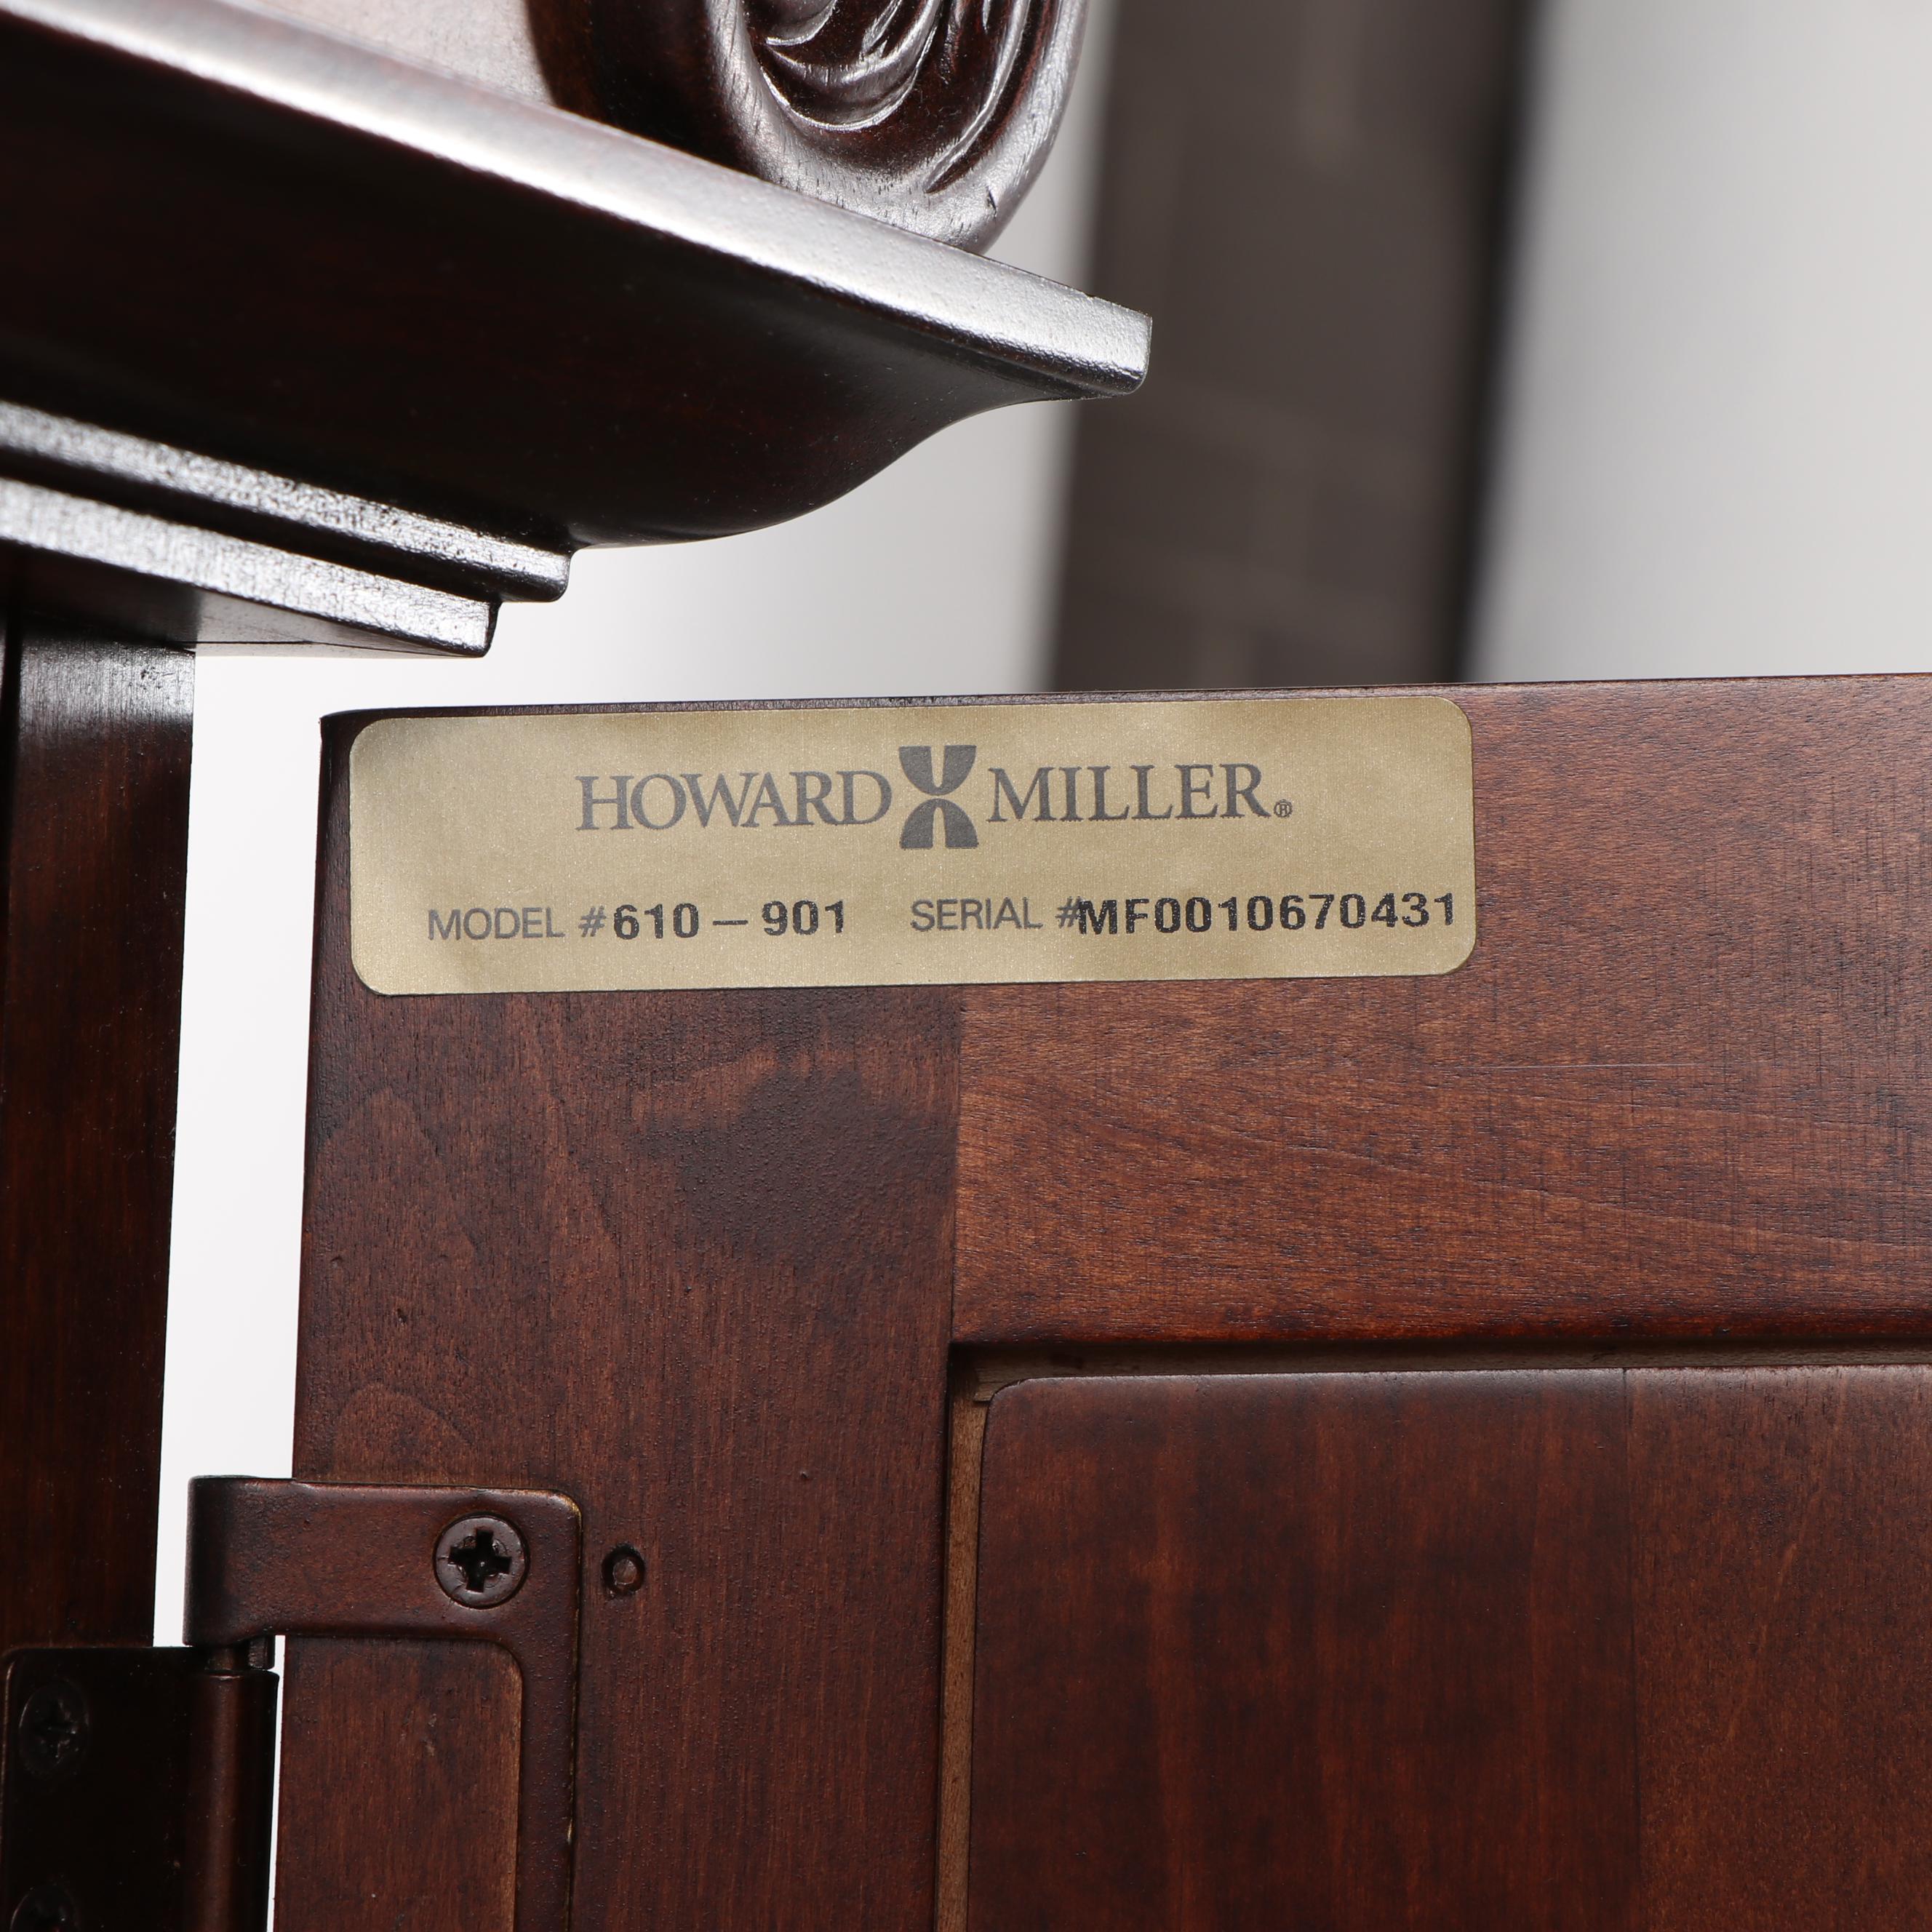 HOWARD MILLER®
MODEL #610-901 SERIAL #MF0010670431